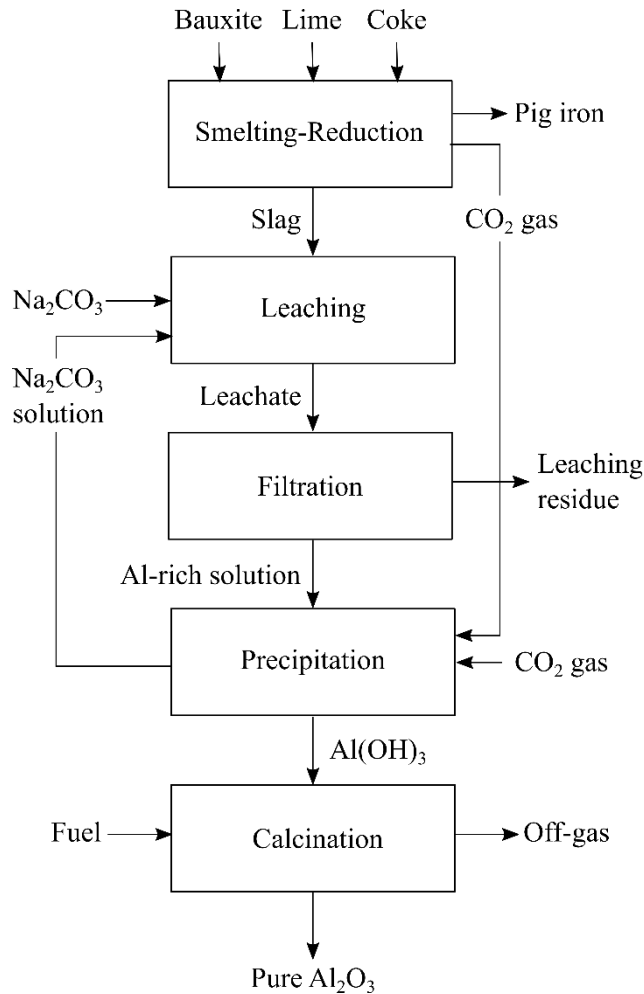 Bauxite Lime Coke
Smelting-Reduction
Pig iron
Slag
CO₂ gas
Na₂CO₃
Leaching
Na₂CO₃
solution
Leachate
Filtration
Leaching
residue
Al-rich solution
Precipitation
CO₂ gas
Al(OH)₃
Fuel
Calcination
Off-gas
Pure Al₂O₃